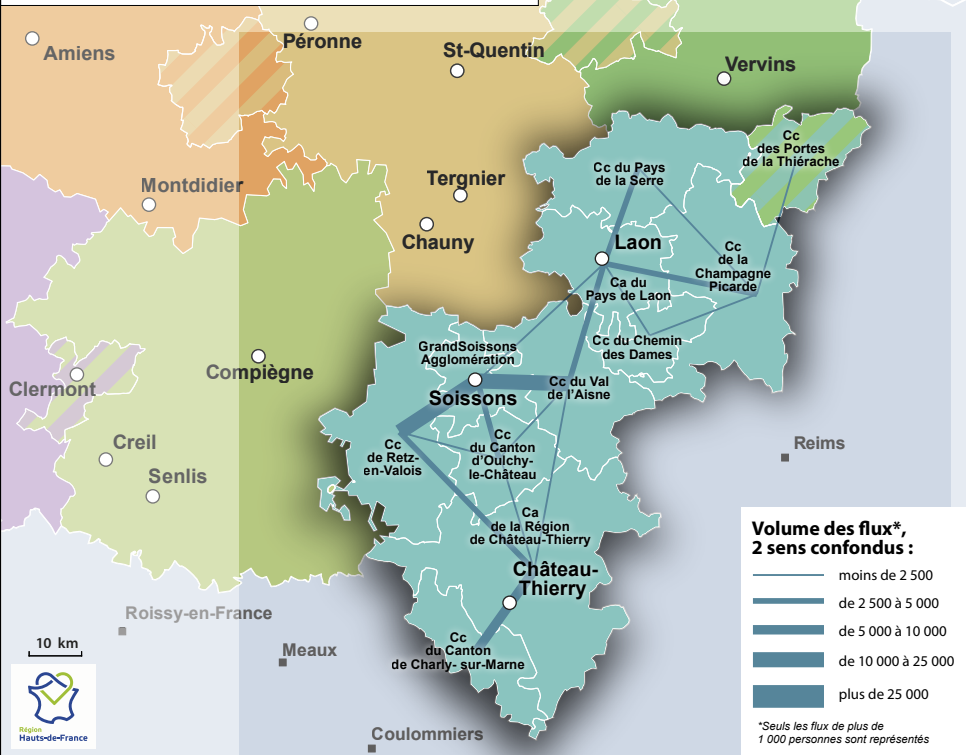 Amiens
Péronne
St-Quentin
Vervins
Cc
des Portes
de la Thiérache
Cc du Pays
de la Serre
Tergnier
Montdidier
Chauny
Laon
Cc
de la
Champagne
Picarde
Ca du
Pays de Laon
Cc du Chemin
des Dames
GrandSoissons
Agglomération
Compiègne
Clermont
Soissons
Cc du Val
de l'Aisne
Creil
Senlis
Cc
de Retz-
en-Valois
Cc
du Canton
d'Oulchy-
le-Château
Reims
Ca
de la Région
de Château-Thierry
Château-
Thierry
Roissy-en-France
Meaux
Cc
du Canton
de Charly- sur-Marne
Coulommiers
10 km
Région
Hauts-de-France
Volume des flux*,
2 sens confondus :
moins de 2 500
de 2 500 à 5 000
de 5 000 à 10 000
de 10 000 à 25 000
plus de 25 000
*Seuls les flux de plus de
1 000 personnes sont représentés